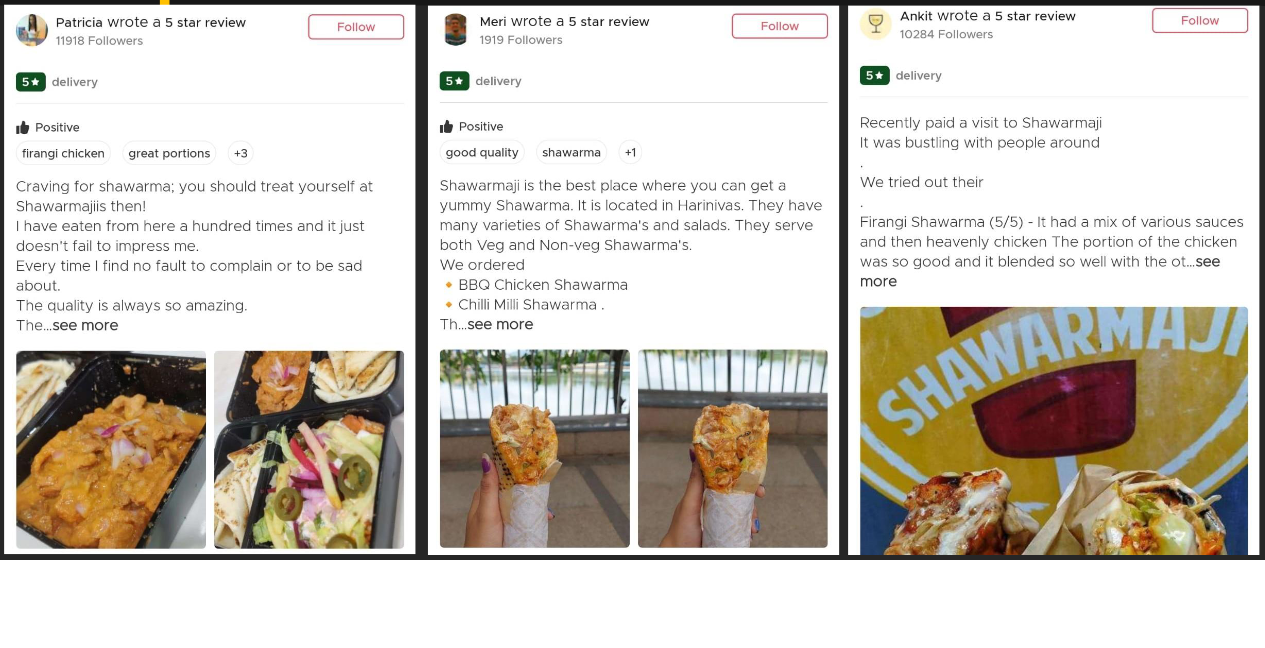 Patricia wrote a 5 star review
11918 Followers
Follow
5★ delivery
Positive
firangi chicken
great portions
+3
Craving for shawarma; you should treat yourself at
Shawarmajiis then!
I have eaten from here a hundred times and it just
doesn't fail to impress me.
Every time I find no fault to complain or to be sad
about.
The quality is always so amazing.
The...see more
Meri wrote a 5 star review
1919 Followers
Follow
5★ delivery
Positive
good quality
shawarma
+1
Shawarmaji is the best place where you can get a
yummy Shawarma. It is located in Harinivas. They have
many varieties of Shawarma's and salads. They serve
both Veg and Non-veg Shawarma's.
We ordered
🔸BBQ Chicken Shawarma
🔸Chilli Milli Shawarma .
Th...see more
Ankit wrote a 5 star review
10284 Followers
Follow
5★ delivery
Recently paid a visit to Shawarmaji
It was bustling with people around
.
We tried out their
.
Firangi Shawarma (5/5) - It had a mix of various sauces
and then heavenly chicken The portion of the chicken
was so good and it blended so well with the ot...see
more
SHAWARMAJI